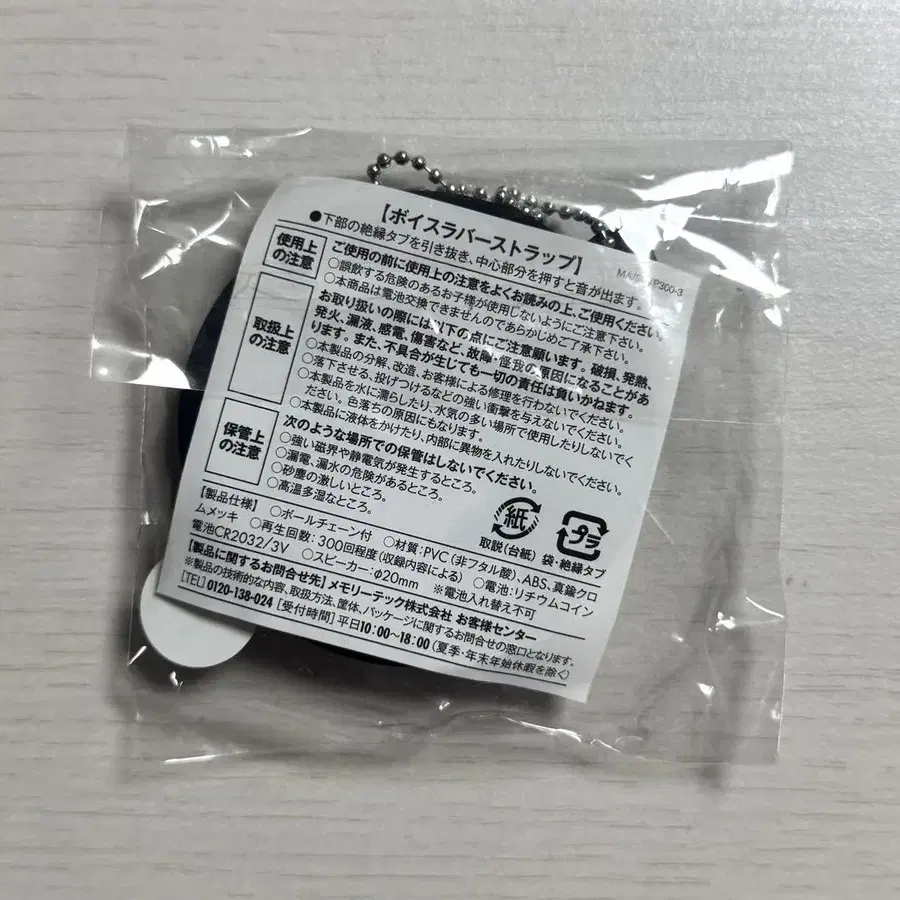 【ボイスラバーストラップ】
●下部の絶縁タブを引き抜き、中心部分を押すと音が出ます。
使用上
の注意
ご使用の前に使用上の注意をよくお読みの上、ご使用ください。
○誤飲する危険のあるお子様が使用しないようにご注意下さい。
○本商品は電池交換できませんのであらかじめご了承下さい。
取扱上
の注意
お取り扱いの際には以下の点にご注意願います。破損、発熱、
発火、漏液、感電、傷害など、故障・怪我の原因になることがあ
ります。また、不具合が生じても一切の責任は負いかねます。
○本製品の分解、改造、お客様による修理を行わないでください。
○落下させる、投げつけるなどの強い衝撃を与えないでください。
○本製品を水に濡らしたり、水気の多い場所で使用したりしないでく
ださい。色落ちの原因にもなります。
○本製品に液体をかけたり、内部に異物を入れたりしないでください。
保管上
の注意
次のような場所での保管はしないでください。
○強い磁界や静電気が発生するところ。
○漏電、漏水の危険があるところ。
○砂塵の激しいところ。
○高温多湿なところ。
紙
取説(台紙)
プラ
袋・絶縁タブ
【製品仕様】 ○ボールチェーン付 ○材質:PVC(非フタル酸)、ABS、真鍮クロ
ムメッキ ○再生回数:300回程度(収録内容による) ○電池:リチウムコイン
電池CR2032/3V ○スピーカー:φ20mm ※電池入れ替え不可
【製品に関するお問合せ先】メモリーテック株式会社 お客様センター
※製品の技術的な内容、取扱方法、筐体、パッケージに関するお問合せの窓口となります。
[TEL] 0120-138-024 [受付時間] 平日10:00~18:00 (夏季・年末年始休暇を除く)